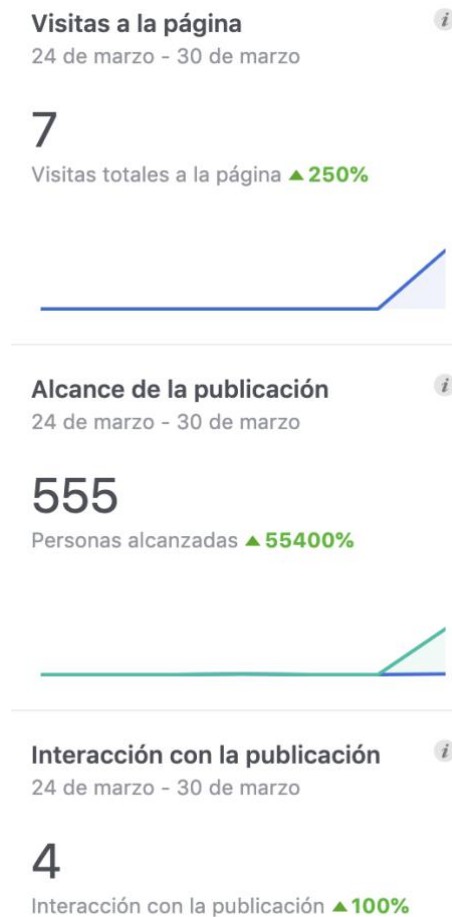 Visitas a la página
24 de marzo - 30 de marzo
7
Visitas totales a la página ▲ 250%
Alcance de la publicación
24 de marzo - 30 de marzo
555
Personas alcanzadas ▲ 55400%
Interacción con la publicación
24 de marzo - 30 de marzo
4
Interacción con la publicación ▲ 100%